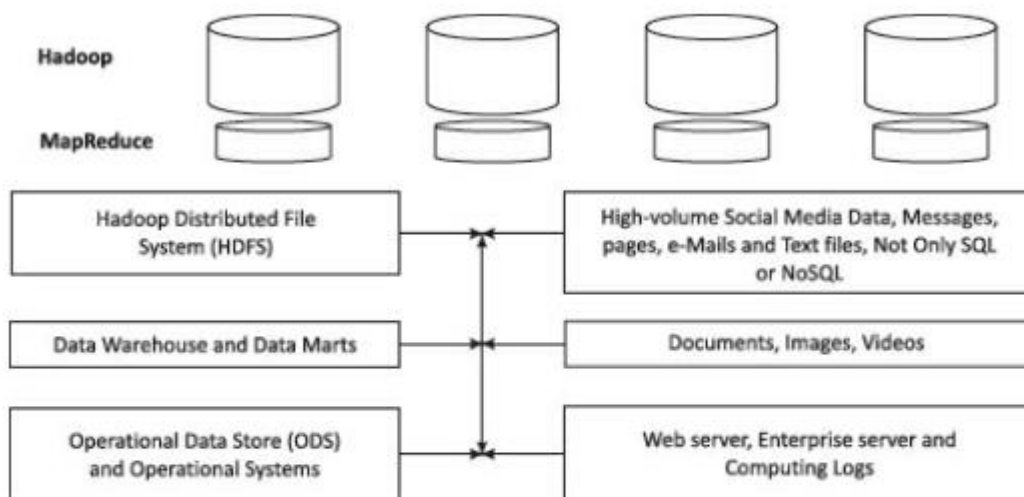 Hadoop
MapReduce
Hadoop Distributed File
System (HDFS)
High-volume Social Media Data, Messages,
pages, e-Mails and Text files, Not Only SQL
or NoSQL
Data Warehouse and Data Marts
Documents, Images, Videos
Operational Data Store (ODS)
and Operational Systems
Web server, Enterprise server and
Computing Logs